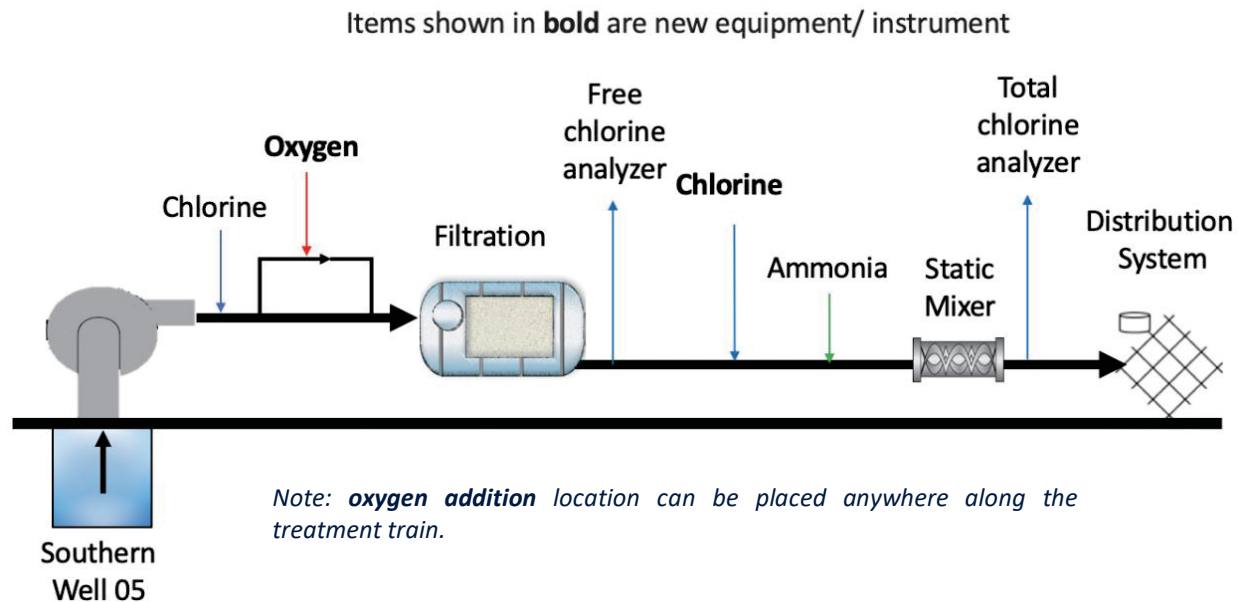 Items shown in bold are new equipment/ instrument
Free
chlorine
analyzer
Total
chlorine
analyzer
Oxygen
Chlorine
Chlorine
Filtration
Ammonia
Static
Mixer
Distribution
System
Note: oxygen addition location can be placed anywhere along the
treatment train.
Southern
Well 05